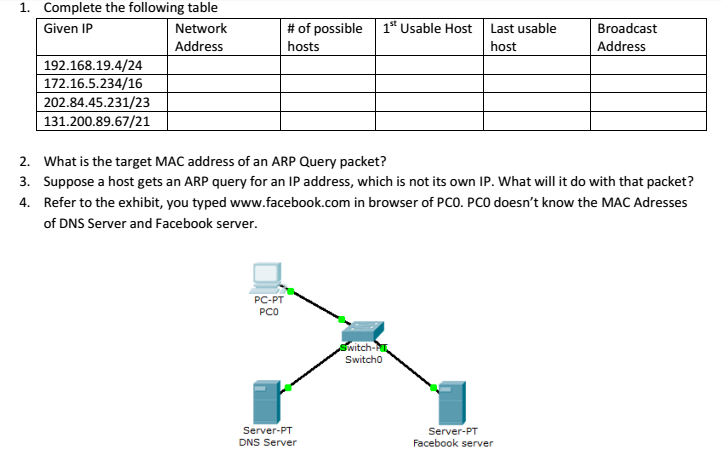 1. Complete the following table
Given IP Network Address # of possible hosts 1st Usable Host Last usable host Broadcast Address
192.168.19.4/24
172.16.5.234/16
202.84.45.231/23
131.200.89.67/21
2. What is the target MAC address of an ARP Query packet?
3. Suppose a host gets an ARP query for an IP address, which is not its own IP. What will it do with that packet?
4. Refer to the exhibit, you typed www.facebook.com in browser of PC0. PC0 doesn't know the MAC Adresses
of DNS Server and Facebook server.
PC-PT
PC0
Switch-PT
Switch0
Server-PT
DNS Server
Server-PT
Facebook server